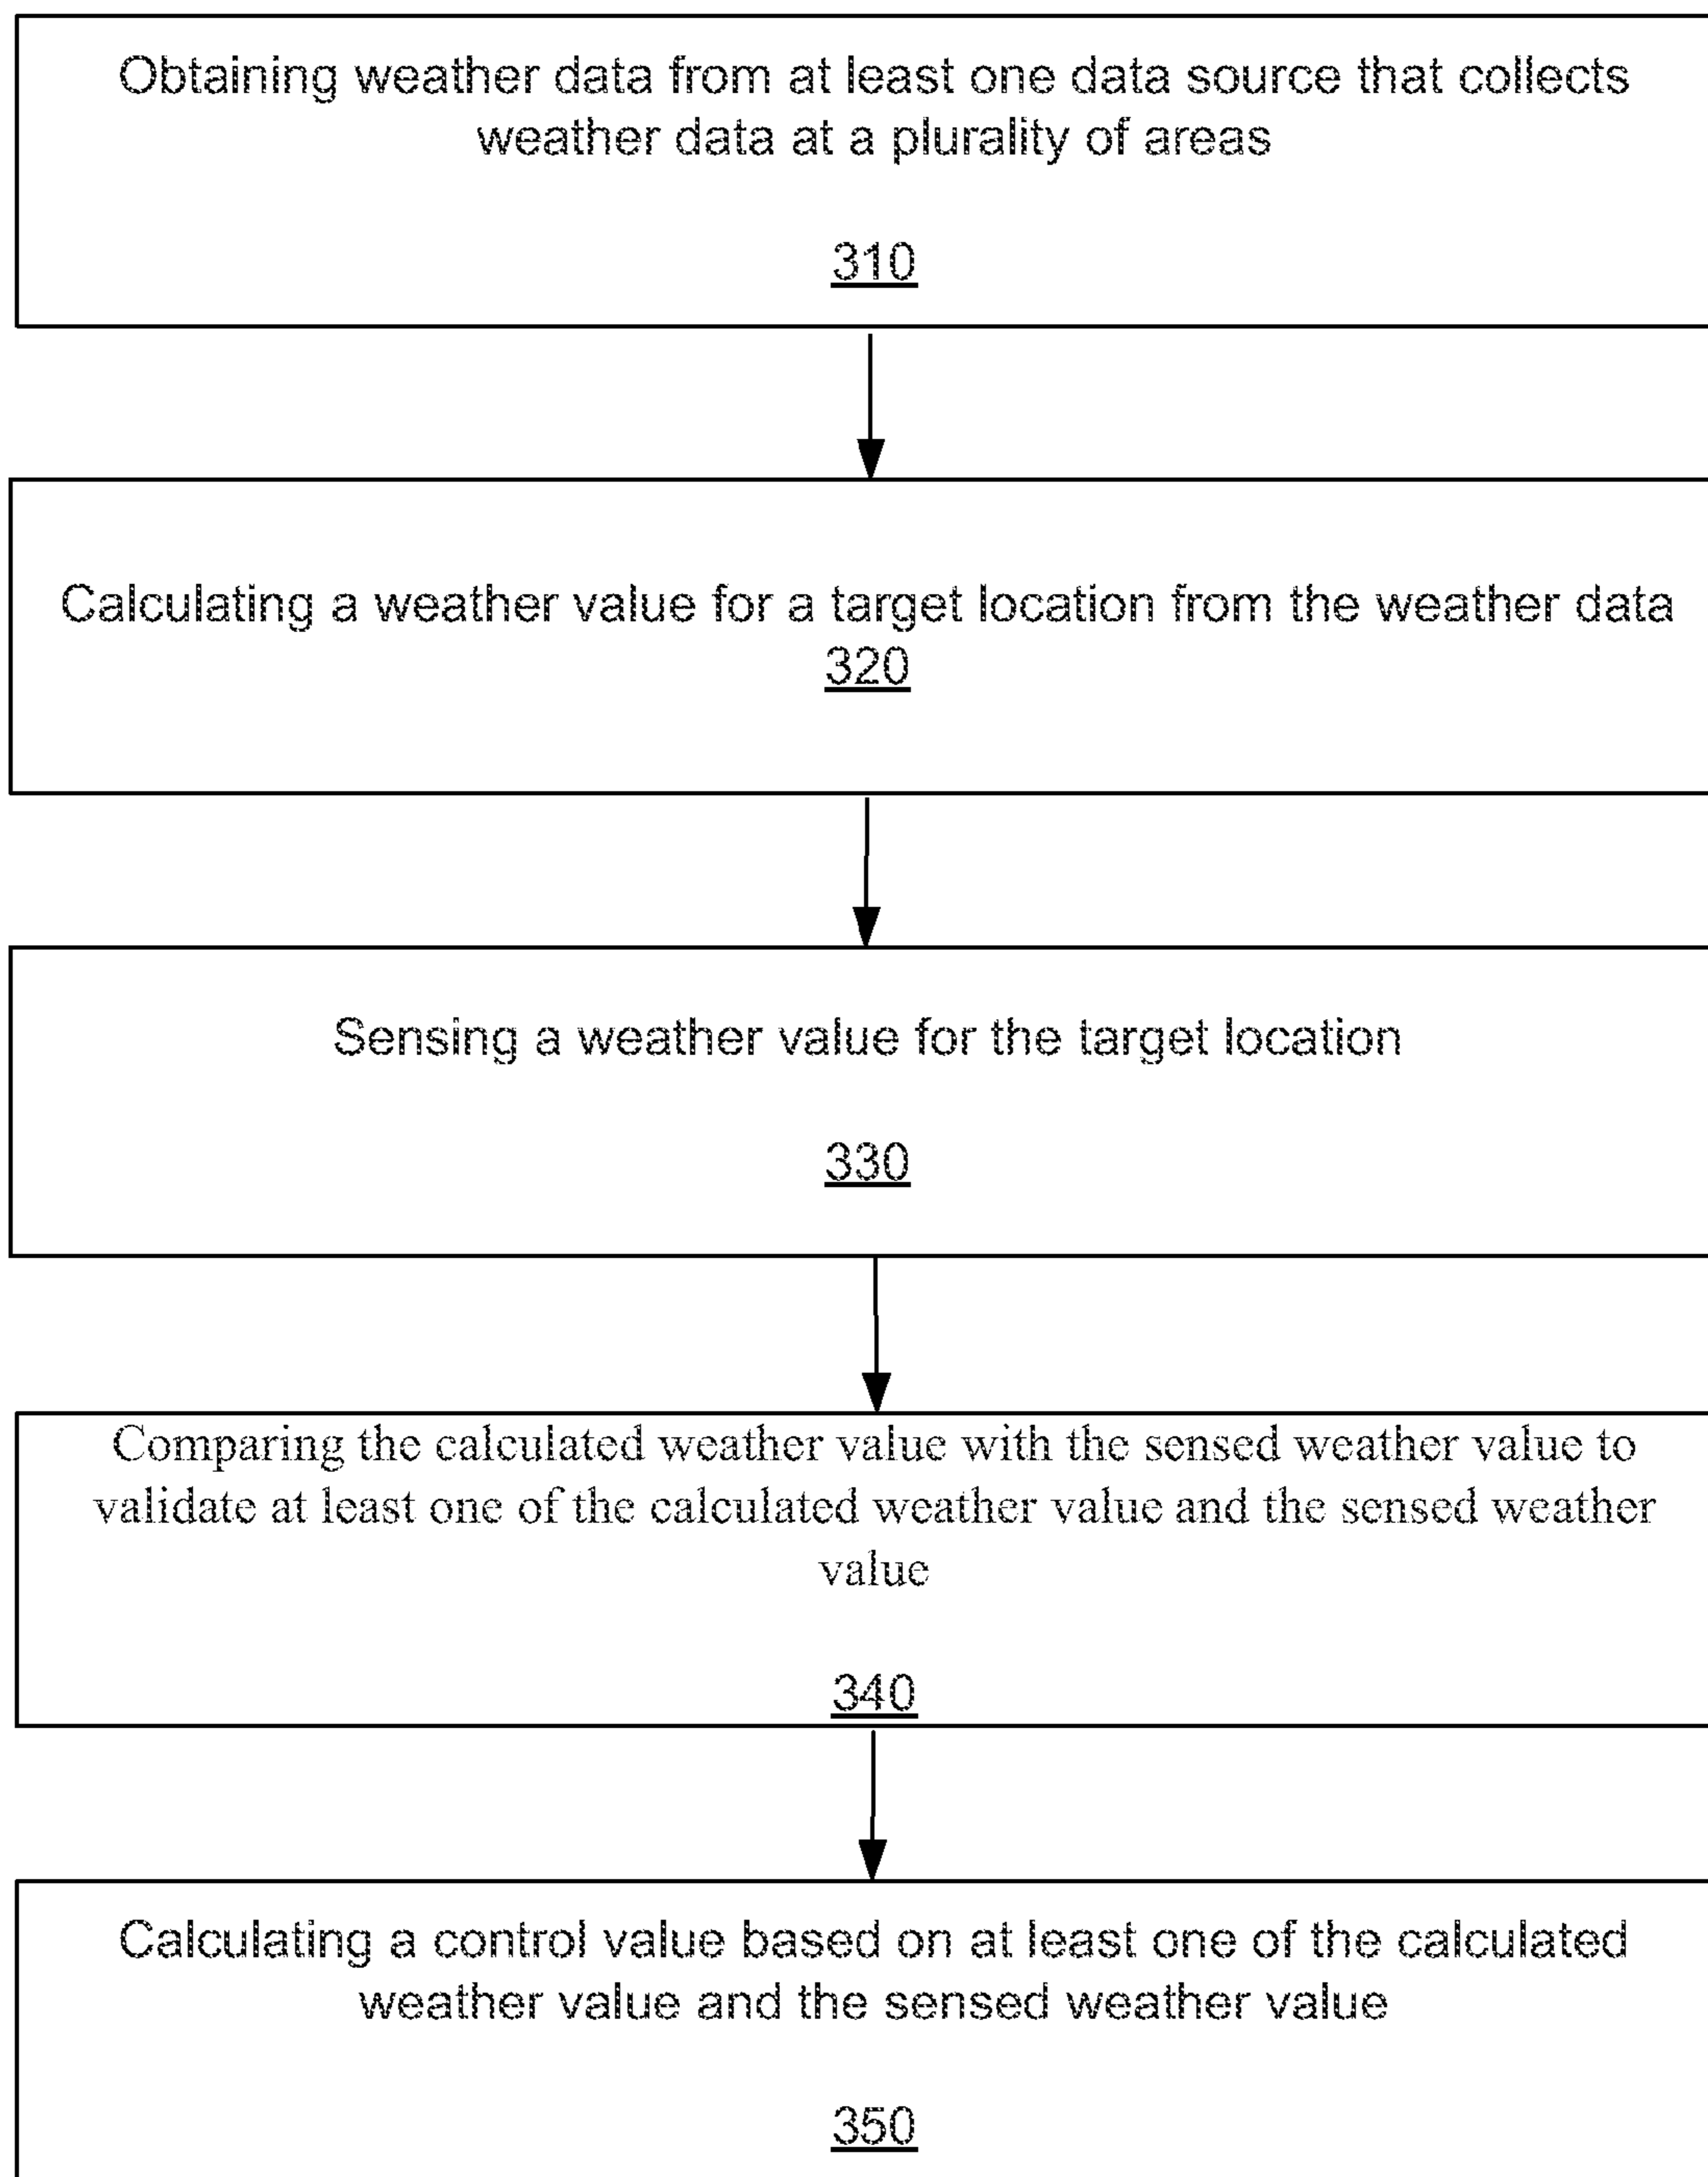 Obtaining weather data from at least one data source that collects
weather data at a plurality of areas
310
Calculating a weather value for a target location from the weather data
320
Sensing a weather value for the target location
330
Comparing the calculated weather value with the sensed weather value to
validate at least one of the calculated weather value and the sensed weather
value
340
Calculating a control value based on at least one of the calculated
weather value and the sensed weather value
350